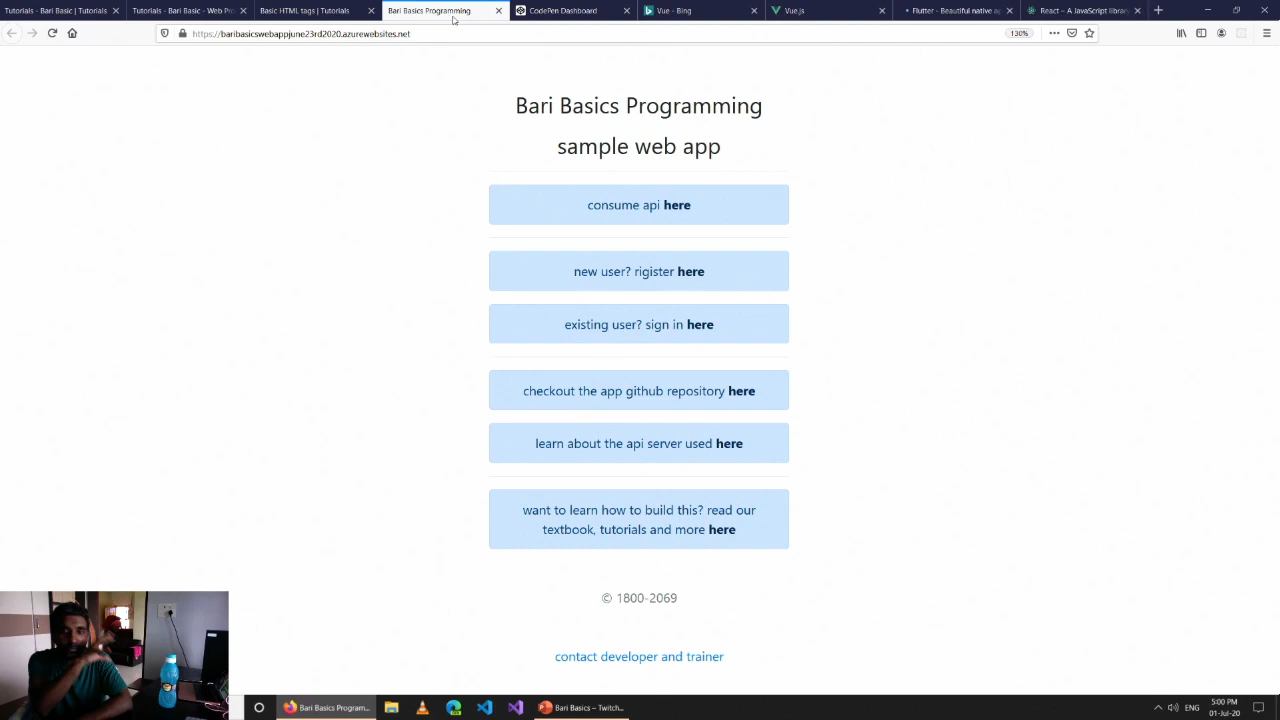 Tutorials - Bari Basic | Tutorials
Tutorials - Bari Basic - Web Pro
Basic HTML tags | Tutorials
Bari Basics Programming
CodePen Dashboard
Vue - Bing
Vue.js
Flutter - Beautiful native ap
React – A JavaScript library
https://baribasicswebappjune23rd2020.azurewebsites.net
130%
Bari Basics Programming
sample web app
consume api here
new user? rigister here
existing user? sign in here
checkout the app github repository here
learn about the api server used here
want to learn how to build this? read our
textbook, tutorials and more here
© 1800-2069
contact developer and trainer
Bari Basics Program...
Bari Basics – Twitch...
ENG
5:00 PM
01-Jul-20